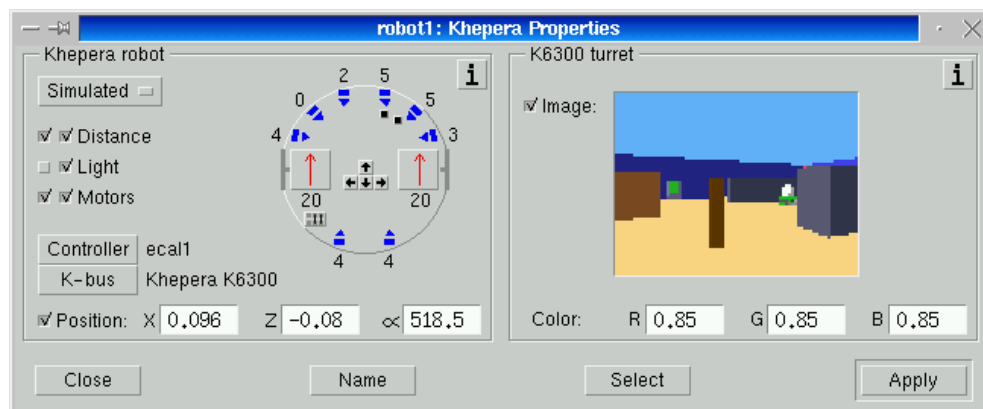 robot1: Khepera Properties
Khepera robot
i
Simulated
Distance
Light
Motors
2 5
0 5
4 3
20 20
4 4
Controller ecal1
K-bus Khepera K6300
Position: X 0.096 Z -0.08 ∝ 518.5
K6300 turret
i
Image:
Color: R 0.85 G 0.85 B 0.85
Close Name Select Apply